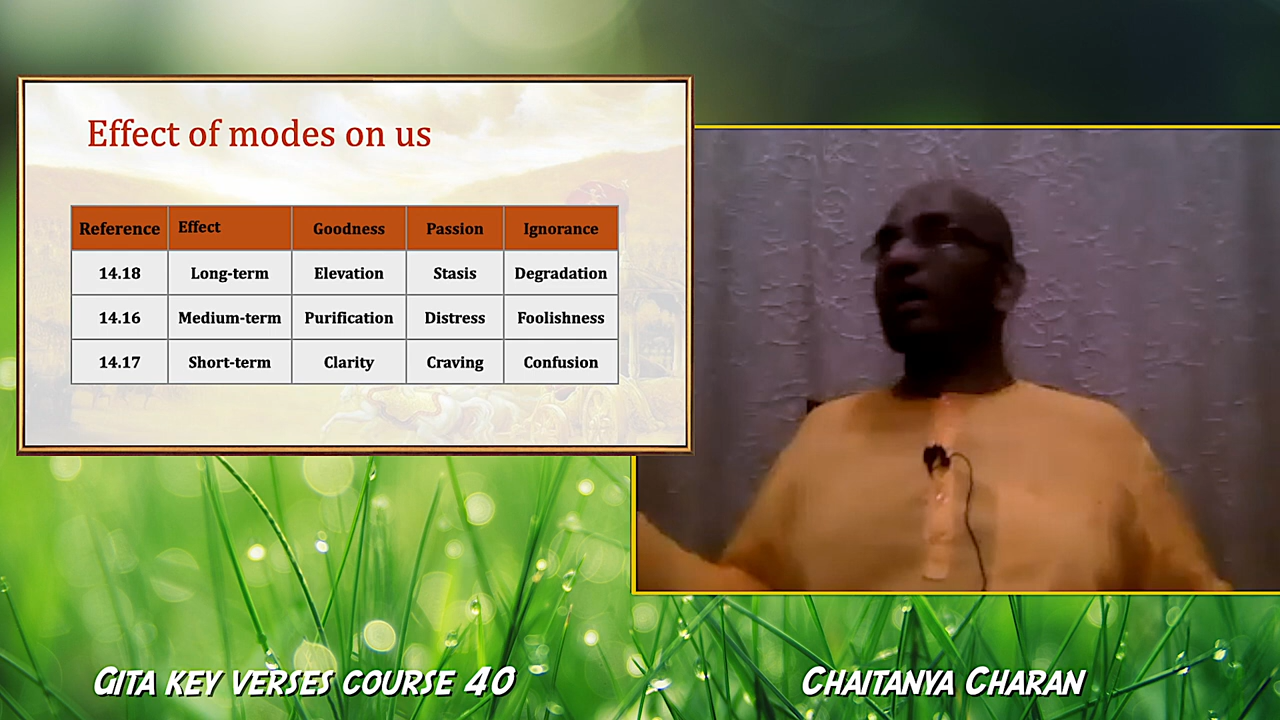 Effect of modes on us
Reference Effect Goodness Passion Ignorance
14.18 Long-term Elevation Stasis Degradation
14.16 Medium-term Purification Distress Foolishness
14.17 Short-term Clarity Craving Confusion
GITA KEY VERSES COURSE 40
CHAITANYA CHARAN